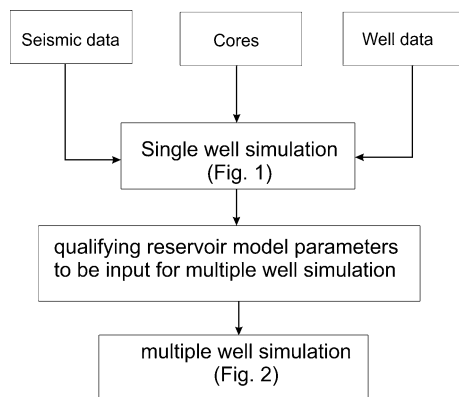 Seismic data
Cores
Well data
Single well simulation
(Fig. 1)
qualifying reservoir model parameters
to be input for multiple well simulation
multiple well simulation
(Fig. 2)